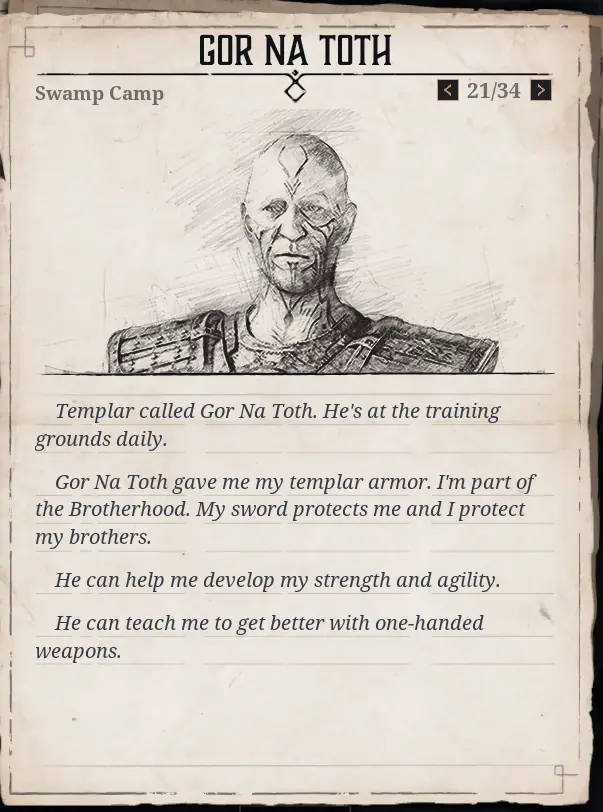 GOR NA TOTH
Swamp Camp
< 21/34 >
Templar called Gor Na Toth. He's at the training
grounds daily.
Gor Na Toth gave me my templar armor. I'm part of
the Brotherhood. My sword protects me and I protect
my brothers.
He can help me develop my strength and agility.
He can teach me to get better with one-handed
weapons.